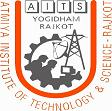 AITS
YOGIDHAM
RAJKOT
ATMIYA INSTITUTE OF TECHNOLOGY & SCIENCE-RAJKOT